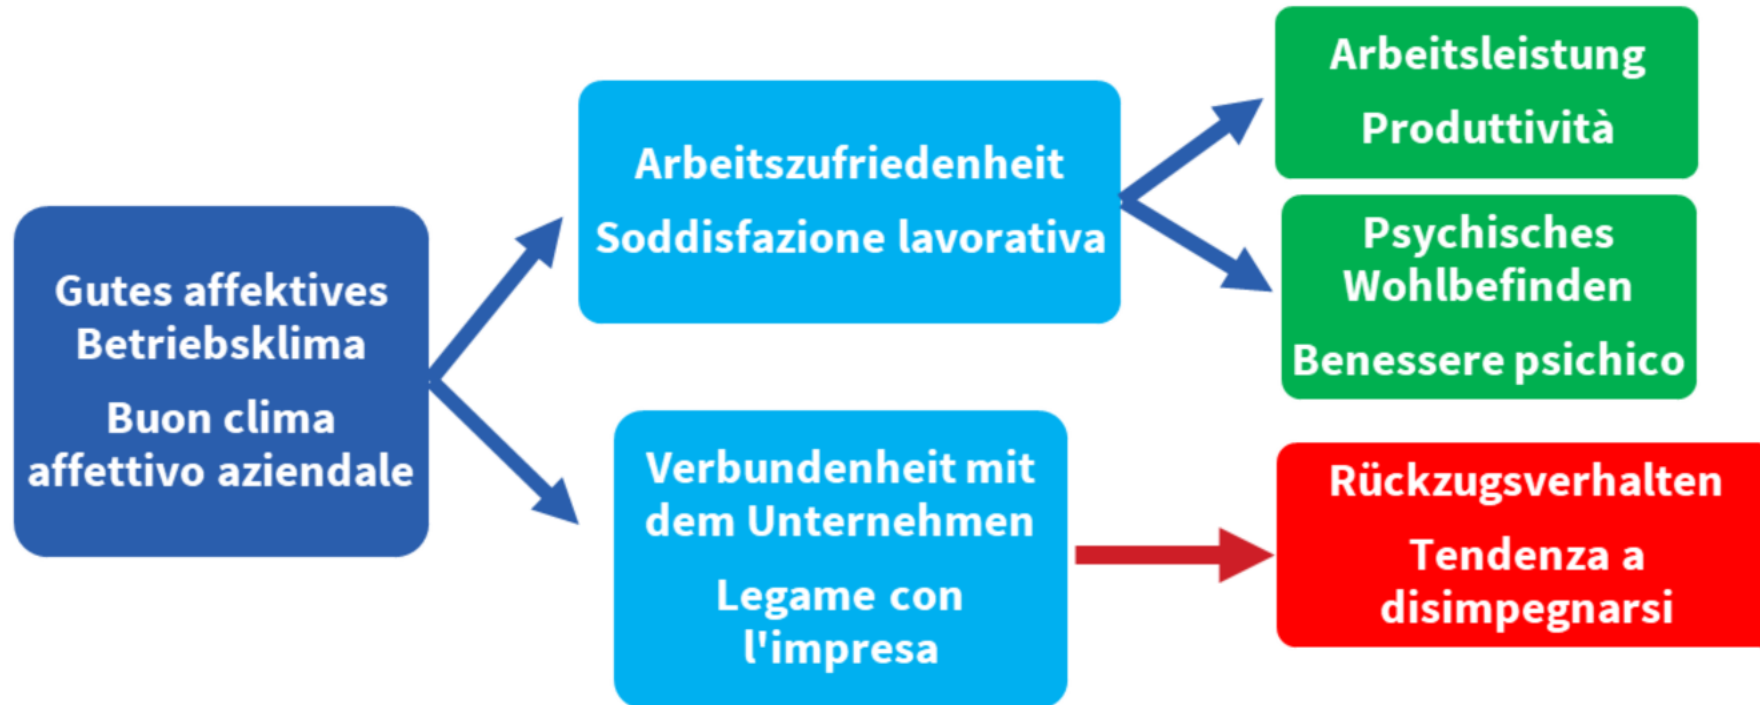 Gutes affektives
Betriebsklima
Buon clima
affettivo aziendale
Arbeitszufriedenheit
Soddisfazione lavorativa
Verbundenheit mit
dem Unternehmen
Legame con
l'impresa
Arbeitsleistung
Produttività
Psychisches
Wohlbefinden
Benessere psichico
Rückzugsverhalten
Tendenza a
disimpegnarsi